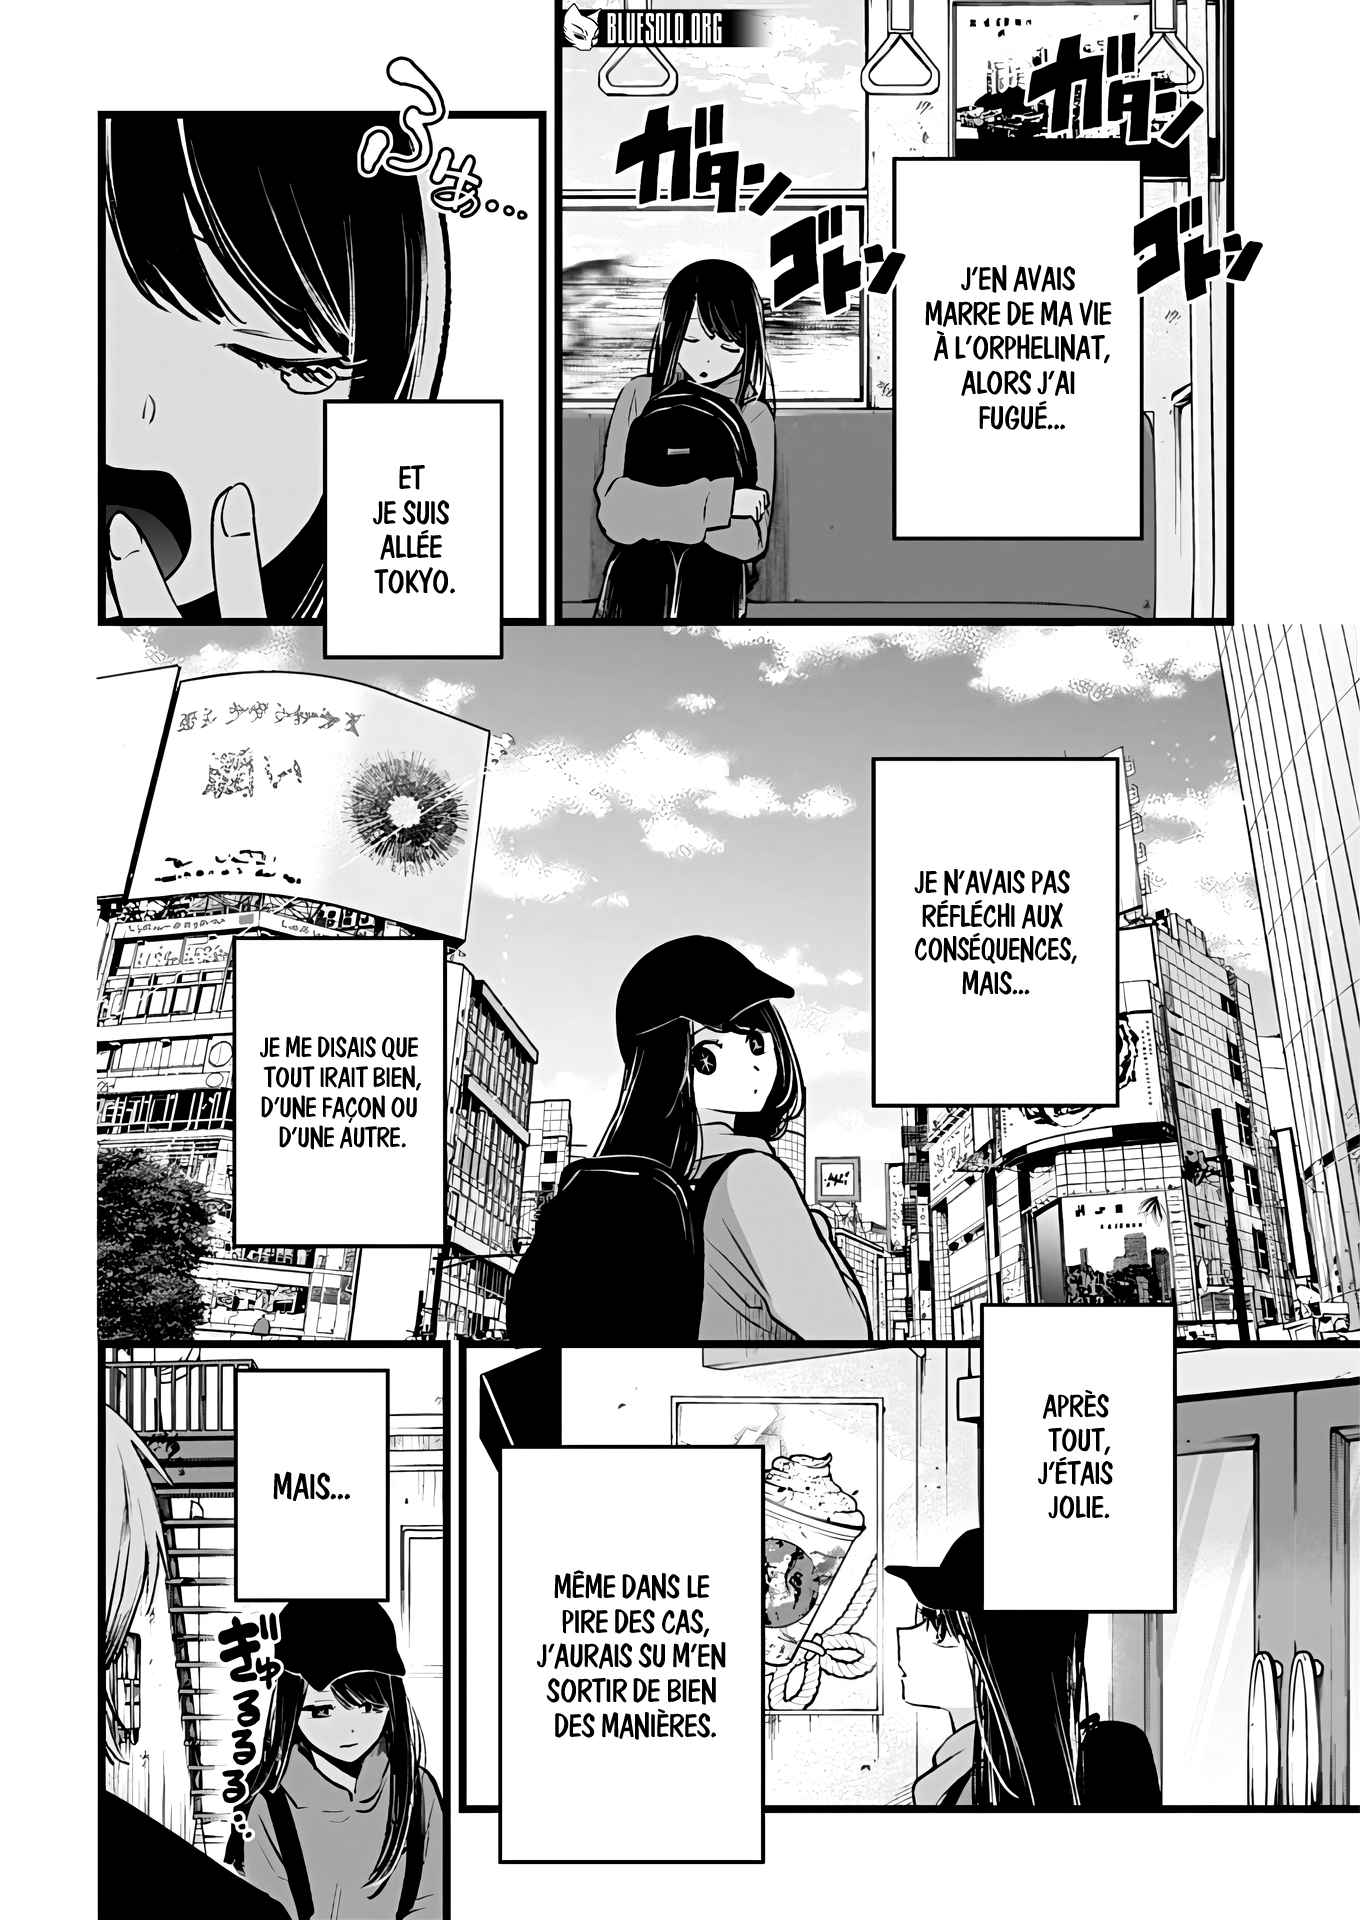 BLUESOLO.ORG
ガタン
ゴトン
ガタン
ゴトン
J'EN AVAIS
MARRE DE MA VIE
À L'ORPHELINAT,
ALORS J'AI
FUGUÉ...
ふぁぁ...
ET
JE SUIS
ALLÉE
TOKYO.
JE N'AVAIS PAS
RÉFLÉCHI AUX
CONSÉQUENCES,
MAIS...
JE ME DISAIS QUE
TOUT IRAIT BIEN,
D'UNE FAÇON OU
D'UNE AUTRE.
APRÈS
TOUT,
J'ÉTAIS
JOLIE.
MÊME DANS LE
PIRE DES CAS,
J'AURAIS SU M'EN
SORTIR DE BIEN
DES MANIÈRES.
MAIS...
ぎゅるるる...